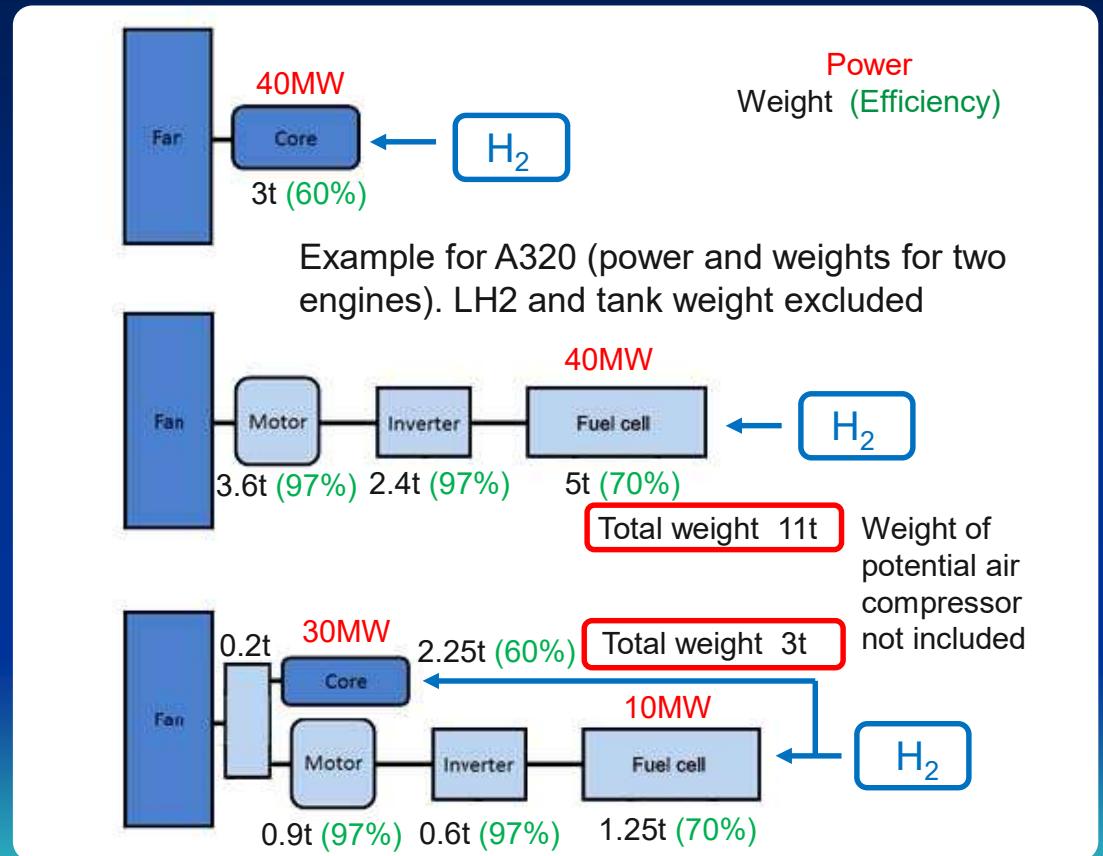 Power
Weight (Efficiency)
40MW
Fan
Core
H₂
3t (60%)
Example for A320 (power and weights for two
engines). LH2 and tank weight excluded
40MW
Fan
Motor
Inverter
Fuel cell
H₂
3.6t (97%)
2.4t (97%)
5t (70%)
Total weight 11t
Weight of
potential air
compressor
not included
0.2t
30MW
2.25t (60%)
Total weight 3t
Core
Fan
10MW
Motor
Inverter
Fuel cell
H₂
0.9t (97%)
0.6t (97%)
1.25t (70%)